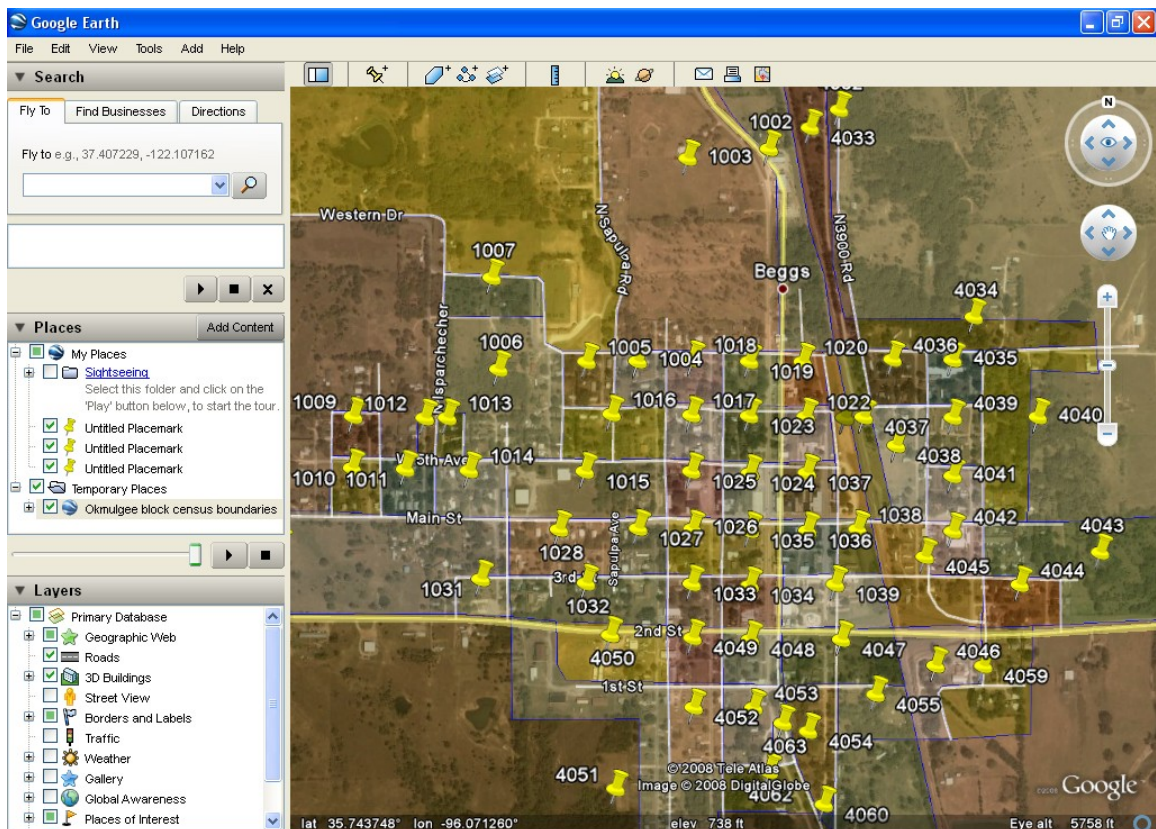 Google Earth
File Edit View Tools Add Help
Search
Fly To Find Businesses Directions
Fly to e.g., 37.407229, -122.107162
Places Add Content
My Places
Sightseeing
Select this folder and click on the
'Play' button below, to start the tour.
Untitled Placemark
Untitled Placemark
Untitled Placemark
Temporary Places
Okmulgee block census boundaries
Layers
Primary Database
Geographic Web
Roads
3D Buildings
Street View
Borders and Labels
Traffic
Weather
Gallery
Global Awareness
Places of Interest
N
1002
4033
1003
Western Dr
N Sapulpa Rd
N3900 Rd
1007
Beggs
4034
1006 1005 1004 1018 1019 1020 4036 4035
N Isparchecher
1009 1012 1013 1016 1017 1023 1022 4037 4039 4040
W 5th Ave
4038
1010 1011 1014 1015 1025 1024 1037 4041
Main St
Sapulpa Ave
1028 1027 1026 1035 1036 1038 4042 4043
4045
3rd St
1031 1032 1033 1034 1039 4044
2nd St
4050 4049 4048 4047 4046 4059
1st St
4052 4053 4055
4063 4054
4051
4062
4060
© 2008 Tele Atlas
Image © 2008 DigitalGlobe
©2008 Google
lat 35.743748° lon -96.071260° elev 738 ft Eye alt 5758 ft